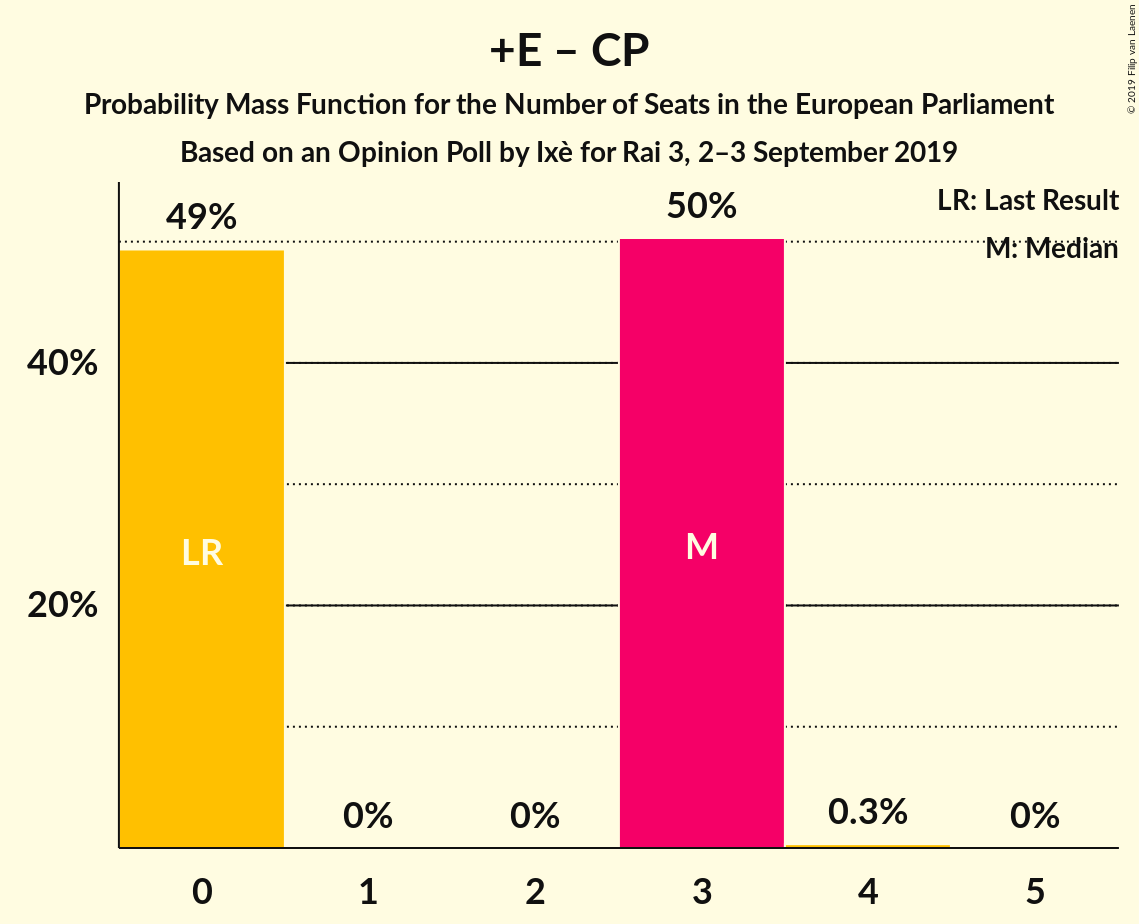 +E – CP
Probability Mass Function for the Number of Seats in the European Parliament
Based on an Opinion Poll by Ixè for Rai 3, 2–3 September 2019
© 2019 Filip van Laenen
LR: Last Result
M: Median
49%
50%
40%
20%
LR
M
0%
0%
0.3%
0%
0
1
2
3
4
5